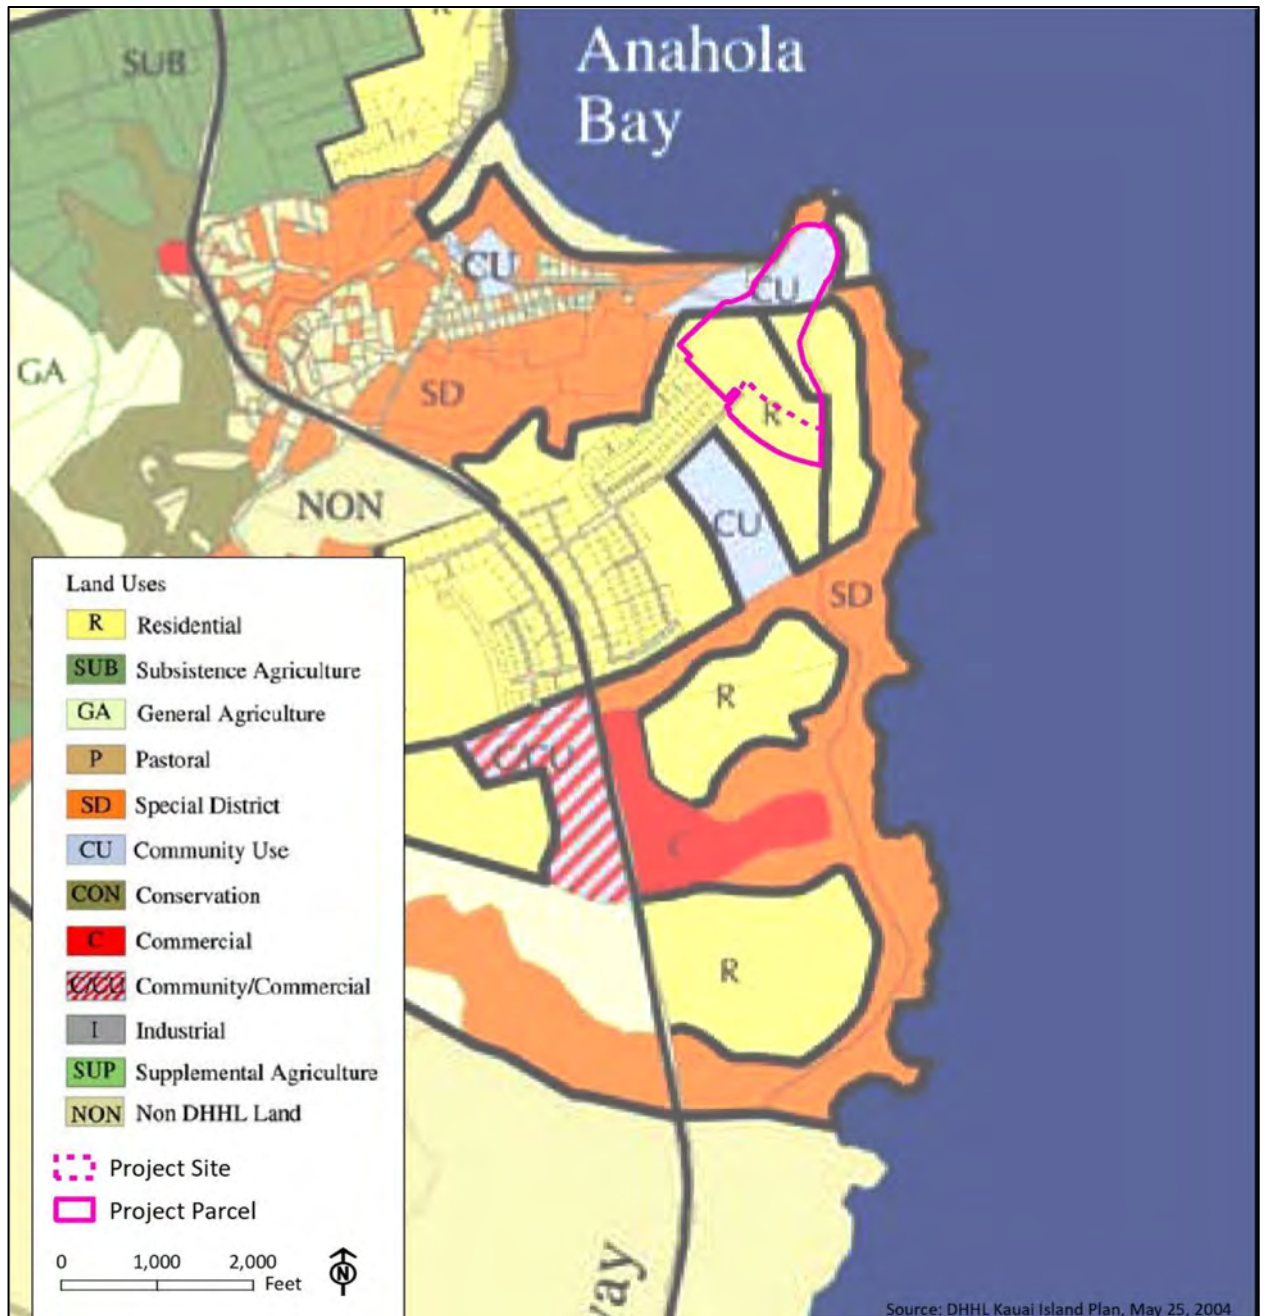 R
SUB
Anahola
Bay
CU
CU
GA
SD
R
NON
CU
SD
R
C/CU
C
R
Land Uses
R Residential
SUB Subsistence Agriculture
GA General Agriculture
P Pastoral
SD Special District
CU Community Use
CON Conservation
C Commercial
C/CU Community/Commercial
I Industrial
SUP Supplemental Agriculture
NON Non DHHL Land
Project Site
Project Parcel
0 1,000 2,000
Feet
N
way
Source: DHHL Kauai Island Plan, May 25, 2004